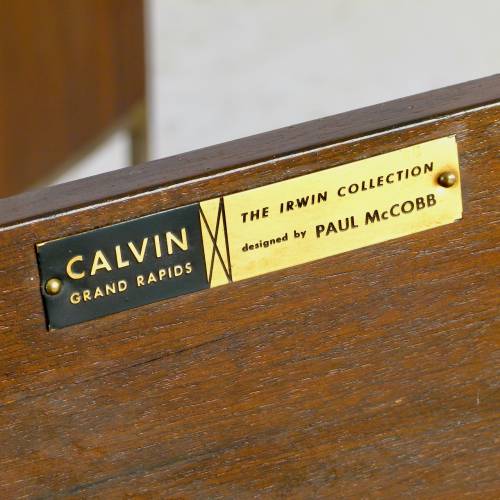 CALVIN
GRAND RAPIDS
THE IRWIN COLLECTION
designed by PAUL McCOBB